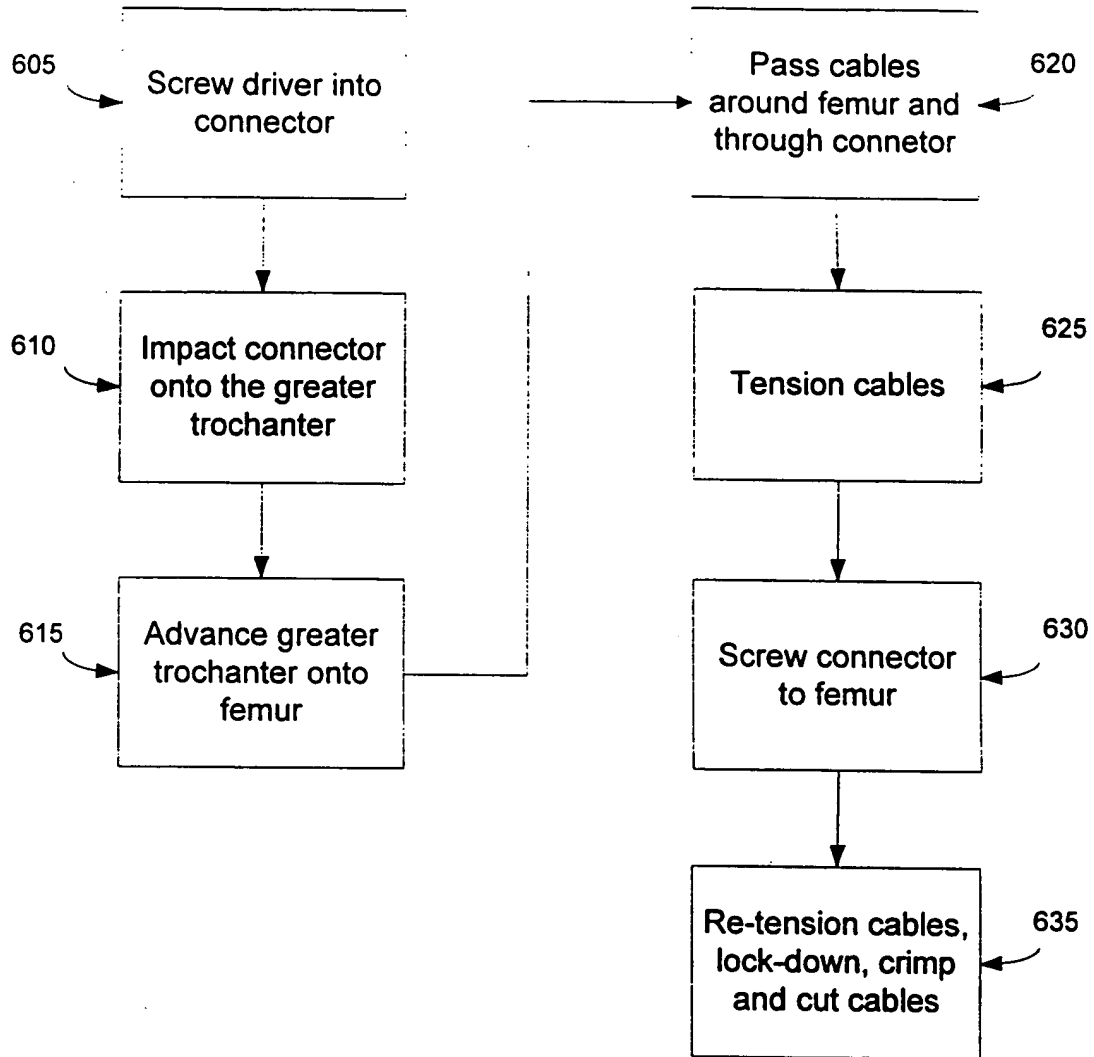 605
Screw driver into
connector
610
Impact connector
onto the greater
trochanter
615
Advance greater
trochanter onto
femur
620
Pass cables
around femur and
through connetor
625
Tension cables
630
Screw connector
to femur
635
Re-tension cables,
lock-down, crimp
and cut cables